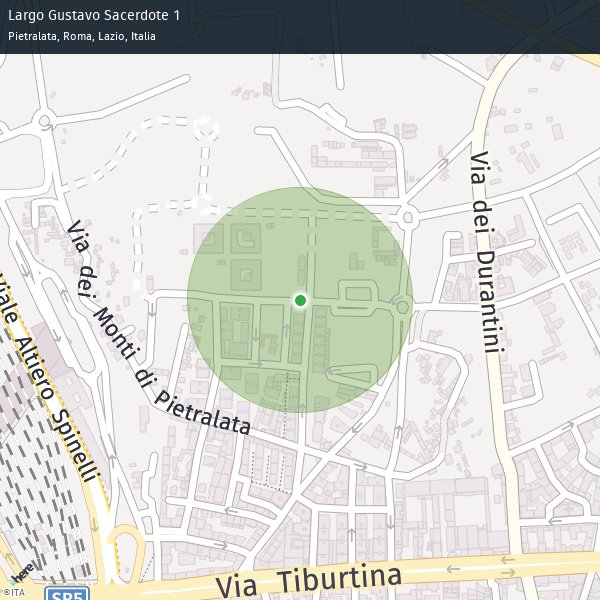 Largo Gustavo Sacerdote 1
Pietralata, Roma, Lazio, Italia
Via dei Durantini
Via dei Monti di Pietralata
Viale Altiero Spinelli
here
©ITA
SP5
Via Tiburtina